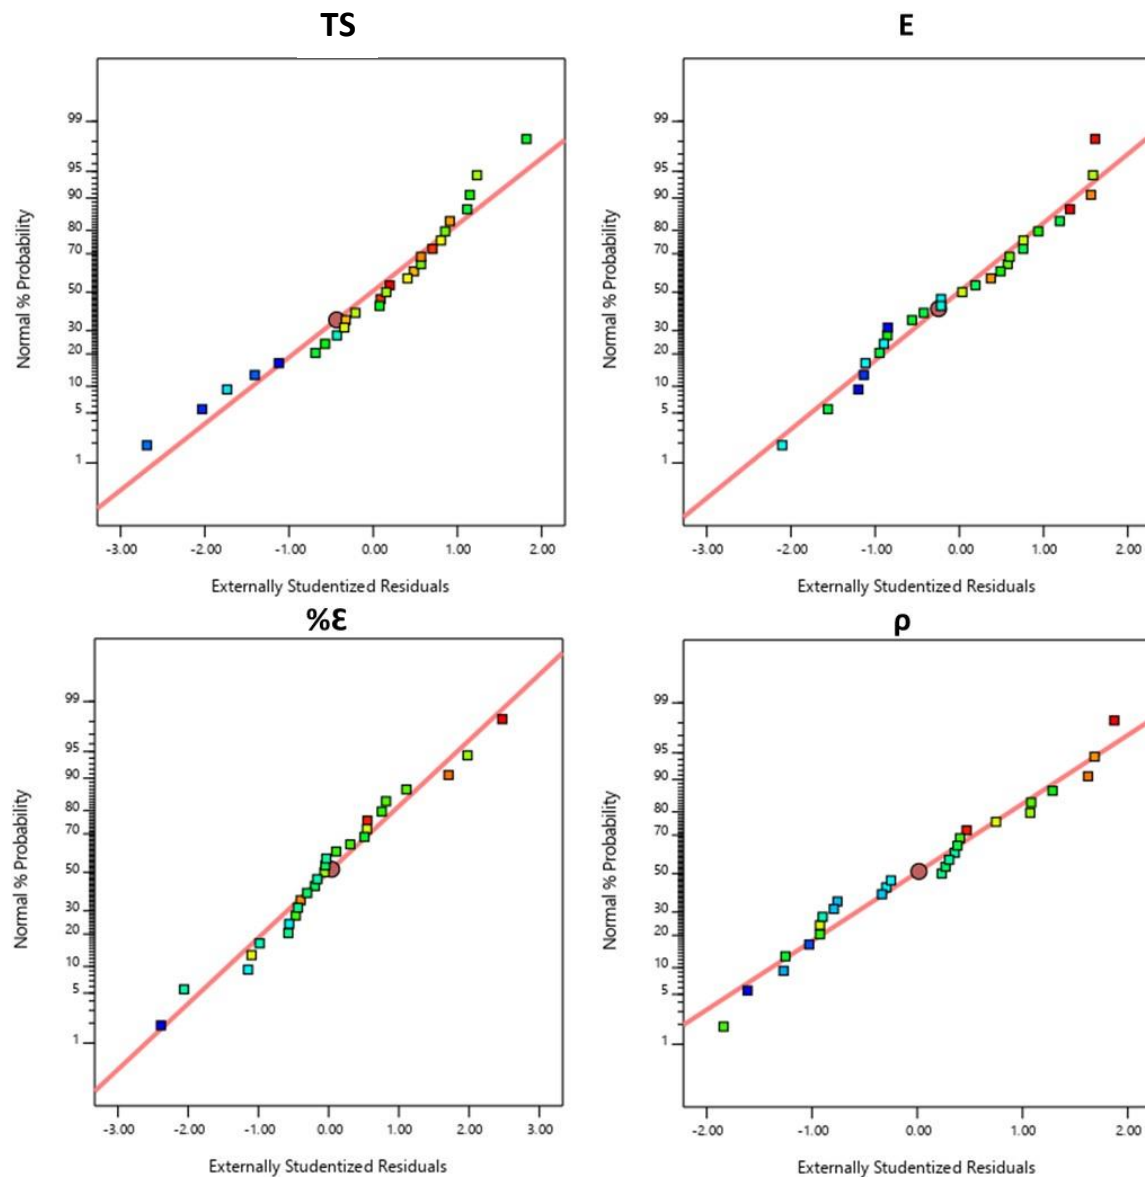 TS
E
Normal % Probability
99
95
90
80
70
50
30
20
10
5
1
-3.00 -2.00 -1.00 0.00 1.00 2.00
Externally Studentized Residuals
Normal % Probability
99
95
90
80
70
50
30
20
10
5
1
-3.00 -2.00 -1.00 0.00 1.00 2.00
Externally Studentized Residuals
%Ɛ
ρ
Normal % Probability
99
95
90
80
70
50
30
20
10
5
1
-3.00 -2.00 -1.00 0.00 1.00 2.00 3.00
Externally Studentized Residuals
Normal % Probability
99
95
90
80
70
50
30
20
10
5
1
-2.00 -1.00 0.00 1.00 2.00
Externally Studentized Residuals